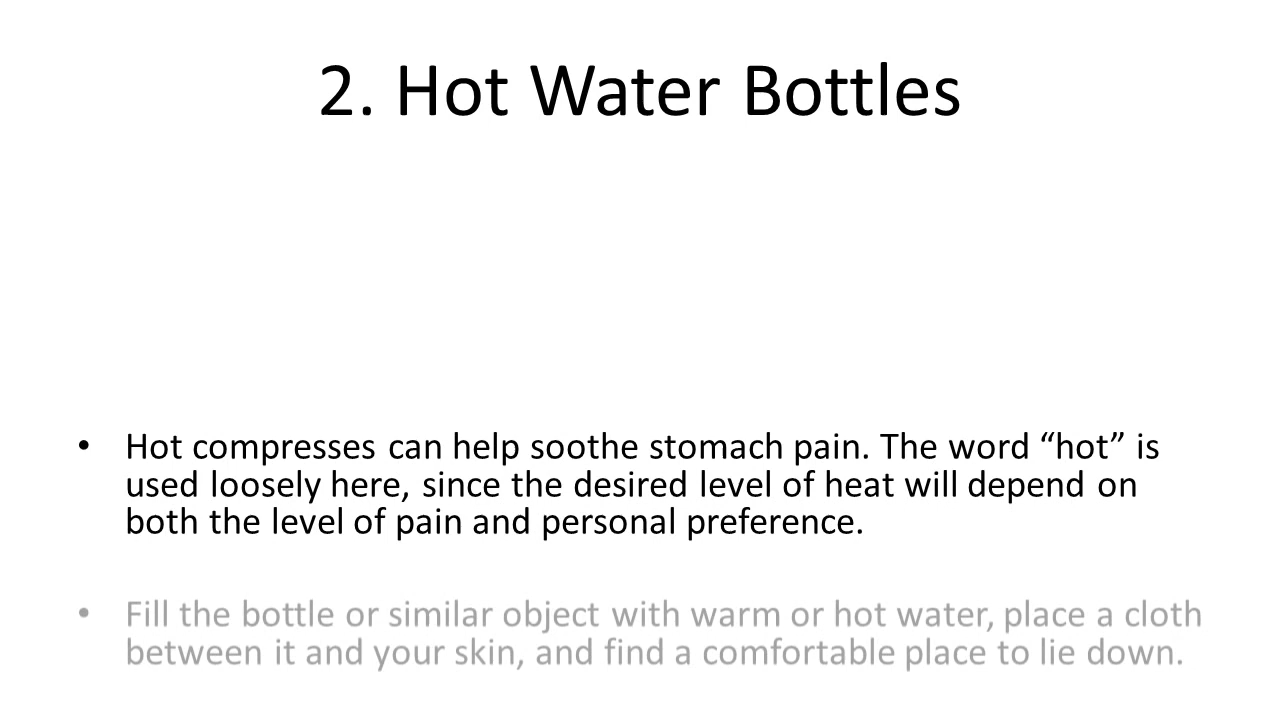 2. Hot Water Bottles
• Hot compresses can help soothe stomach pain. The word “hot” is
used loosely here, since the desired level of heat will depend on
both the level of pain and personal preference.
• Fill the bottle or similar object with warm or hot water, place a cloth
between it and your skin, and find a comfortable place to lie down.